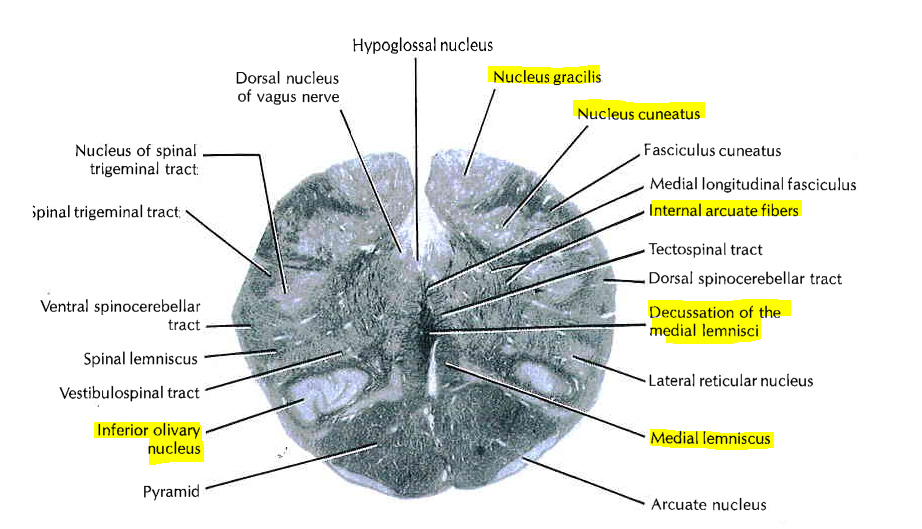 Hypoglossal nucleus
Dorsal nucleus
of vagus nerve
Nucleus gracilis
Nucleus cuneatus
Nucleus of spinal
trigeminal tract
Fasciculus cuneatus
Medial longitudinal fasciculus
Spinal trigeminal tract
Internal arcuate fibers
Tectospinal tract
Dorsal spinocerebellar tract
Ventral spinocerebellar
tract
Decussation of the
medial lemnisci
Spinal lemniscus
Vestibulospinal tract
Lateral reticular nucleus
Inferior olivary
nucleus
Medial lemniscus
Pyramid
Arcuate nucleus